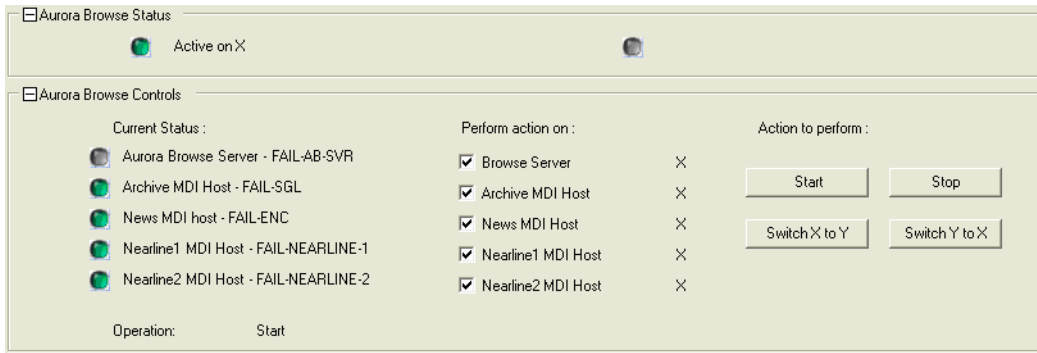 Aurora Browse Status
Active on X
Aurora Browse Controls
Current Status : Perform action on : Action to perform :
Aurora Browse Server - FAIL-AB-SVR Browse Server X
Archive MDI Host - FAIL-SGL Archive MDI Host X Start Stop
News MDI host - FAIL-ENC News MDI Host X Switch X to Y Switch Y to X
Nearline1 MDI Host - FAIL-NEARLINE-1 Nearline1 MDI Host X
Nearline2 MDI Host - FAIL-NEARLINE-2 Nearline2 MDI Host X
Operation: Start